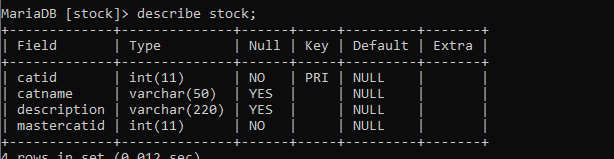 MariaDB [stock]> describe stock;
+-------------+--------------+------+-----+---------+-------+
| Field       | Type         | Null | Key | Default | Extra |
+-------------+--------------+------+-----+---------+-------+
| catid       | int(11)      | NO   | PRI | NULL    |       |
| catname     | varchar(50)  | YES  |     | NULL    |       |
| description | varchar(220) | YES  |     | NULL    |       |
| mastercatid | int(11)      | NO   |     | NULL    |       |
+-------------+--------------+------+-----+---------+-------+
4 rows in set (0.012 sec)